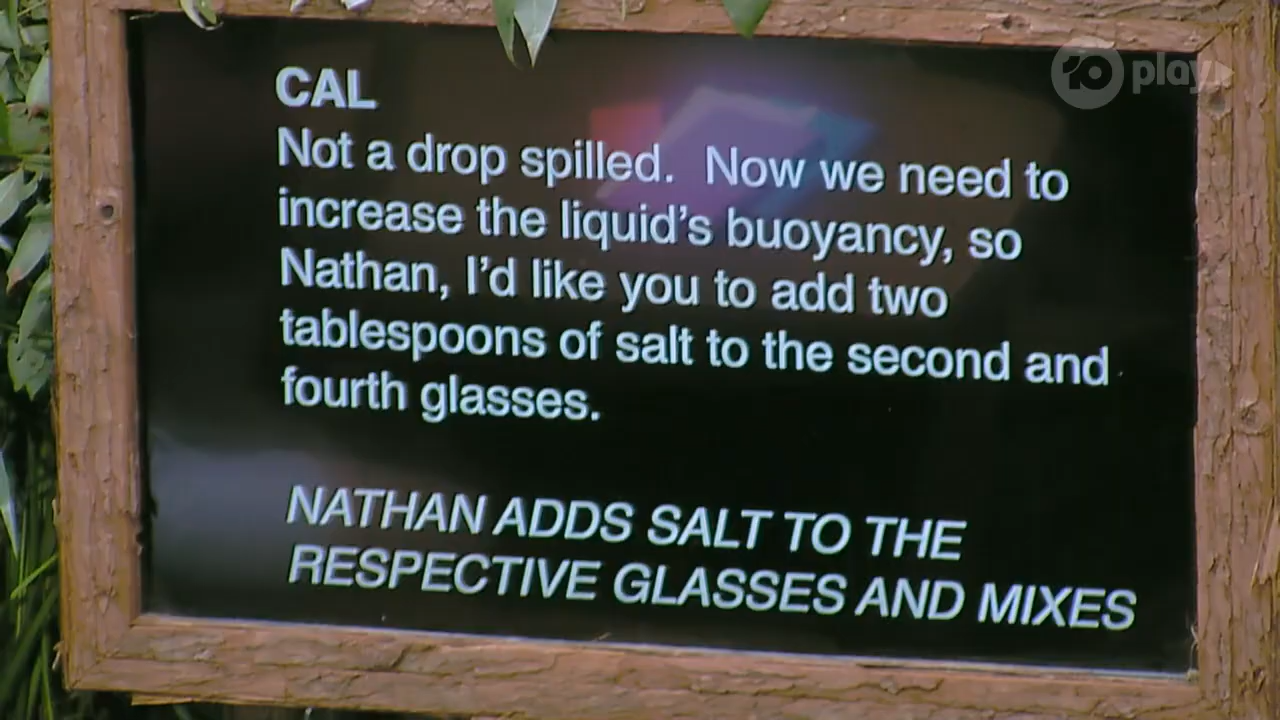 10 play
CAL
Not a drop spilled. Now we need to
increase the liquid's buoyancy, so
Nathan, I'd like you to add two
tablespoons of salt to the second and
fourth glasses.
NATHAN ADDS SALT TO THE
RESPECTIVE GLASSES AND MIXES